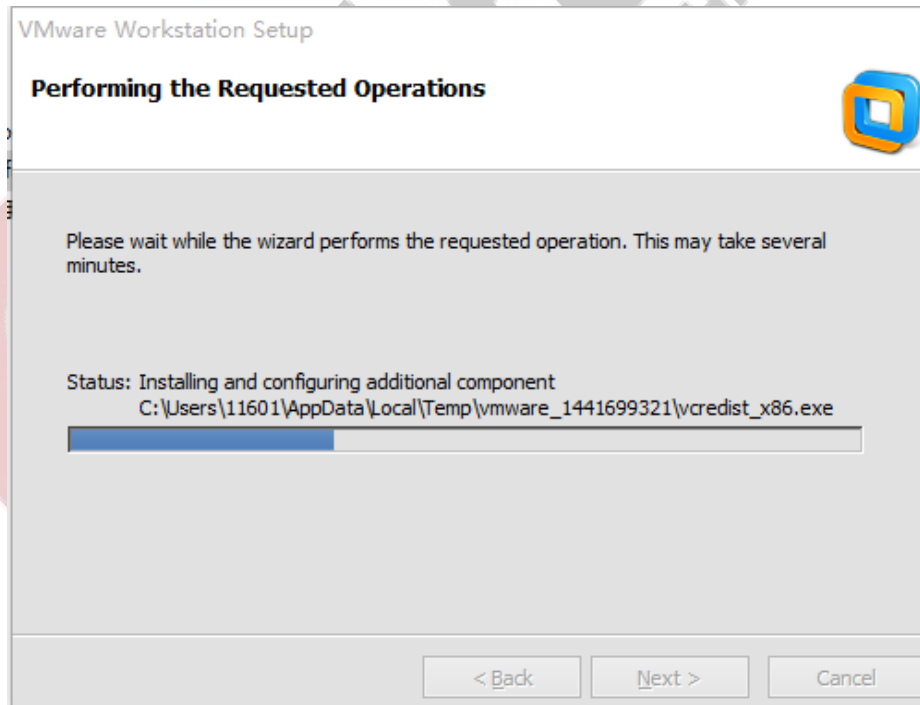 VMware Workstation Setup
Performing the Requested Operations
Please wait while the wizard performs the requested operation. This may take several
minutes.
Status: Installing and configuring additional component
C:\Users\11601\AppData\Local\Temp\vmware_1441699321\vcredist_x86.exe
< Back
Next >
Cancel